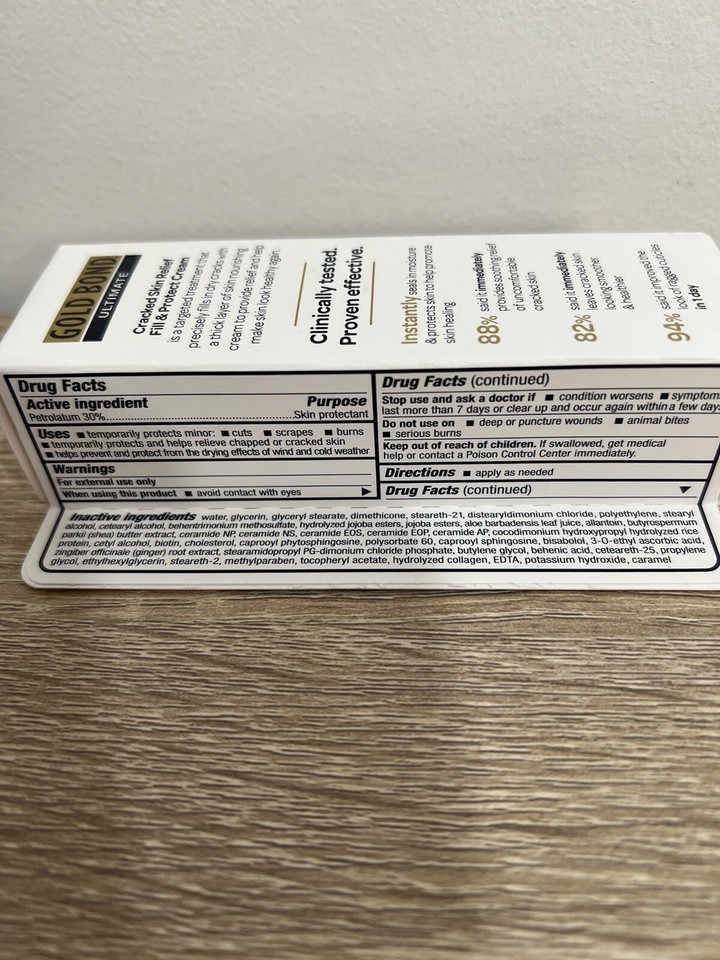 GOLD BOND
ULTIMATE
Cracked Skin Relief
Fill & Protect Cream
is a targeted treatment that
precisely fills in dry cracks with
a thick layer of skin nourishing
cream to provide relief and help
make skin look healthy again.
Clinically tested.
Proven effective.
Instantly seals in moisture
& protects skin to help promote
skin healing
88% said it immediately
provides soothing relief
of uncomfortable
cracked skin
82% said it immediately
leaves cracked skin
looking smoother
& healthier
94% said it improved the
look of ragged cuticles
in 1 day
Drug Facts
Active ingredient Purpose
Petrolatum 30%..........Skin protectant
Uses ■ temporarily protects minor: ■ cuts ■ scrapes ■ burns
■ temporarily protects and helps relieve chapped or cracked skin
■ helps prevent and protect from the drying effects of wind and cold weather
Warnings
For external use only
When using this product ■ avoid contact with eyes
Drug Facts (continued)
Stop use and ask a doctor if ■ condition worsens ■ symptoms
last more than 7 days or clear up and occur again within a few days
Do not use on ■ deep or puncture wounds ■ animal bites
■ serious burns
Keep out of reach of children. If swallowed, get medical
help or contact a Poison Control Center immediately.
Directions ■ apply as needed
Drug Facts (continued)
Inactive ingredients water, glycerin, glyceryl stearate, dimethicone, steareth-21, distearyldimonium chloride, polyethylene, stearyl
alcohol, cetearyl alcohol, behentrimonium methosulfate, hydrolyzed jojoba esters, jojoba esters, aloe barbadensis leaf juice, allantoin, butyrospermum
parkii (shea) butter extract, ceramide NP, ceramide NS, ceramide EOS, ceramide EOP, ceramide AP, cocodimonium hydroxypropyl hydrolyzed rice
protein, cetyl alcohol, biotin, cholesterol, caprooyl phytosphingosine, polysorbate 60, caprooyl sphingosine, bisabolol, 3-0-ethyl ascorbic acid,
zingiber officinale (ginger) root extract, stearamidopropyl PG-dimonium chloride phosphate, butylene glycol, behenic acid, ceteareth-25, propylene
glycol, ethylhexylglycerin, steareth-2, methylparaben, tocopheryl acetate, hydrolyzed collagen, EDTA, potassium hydroxide, caramel